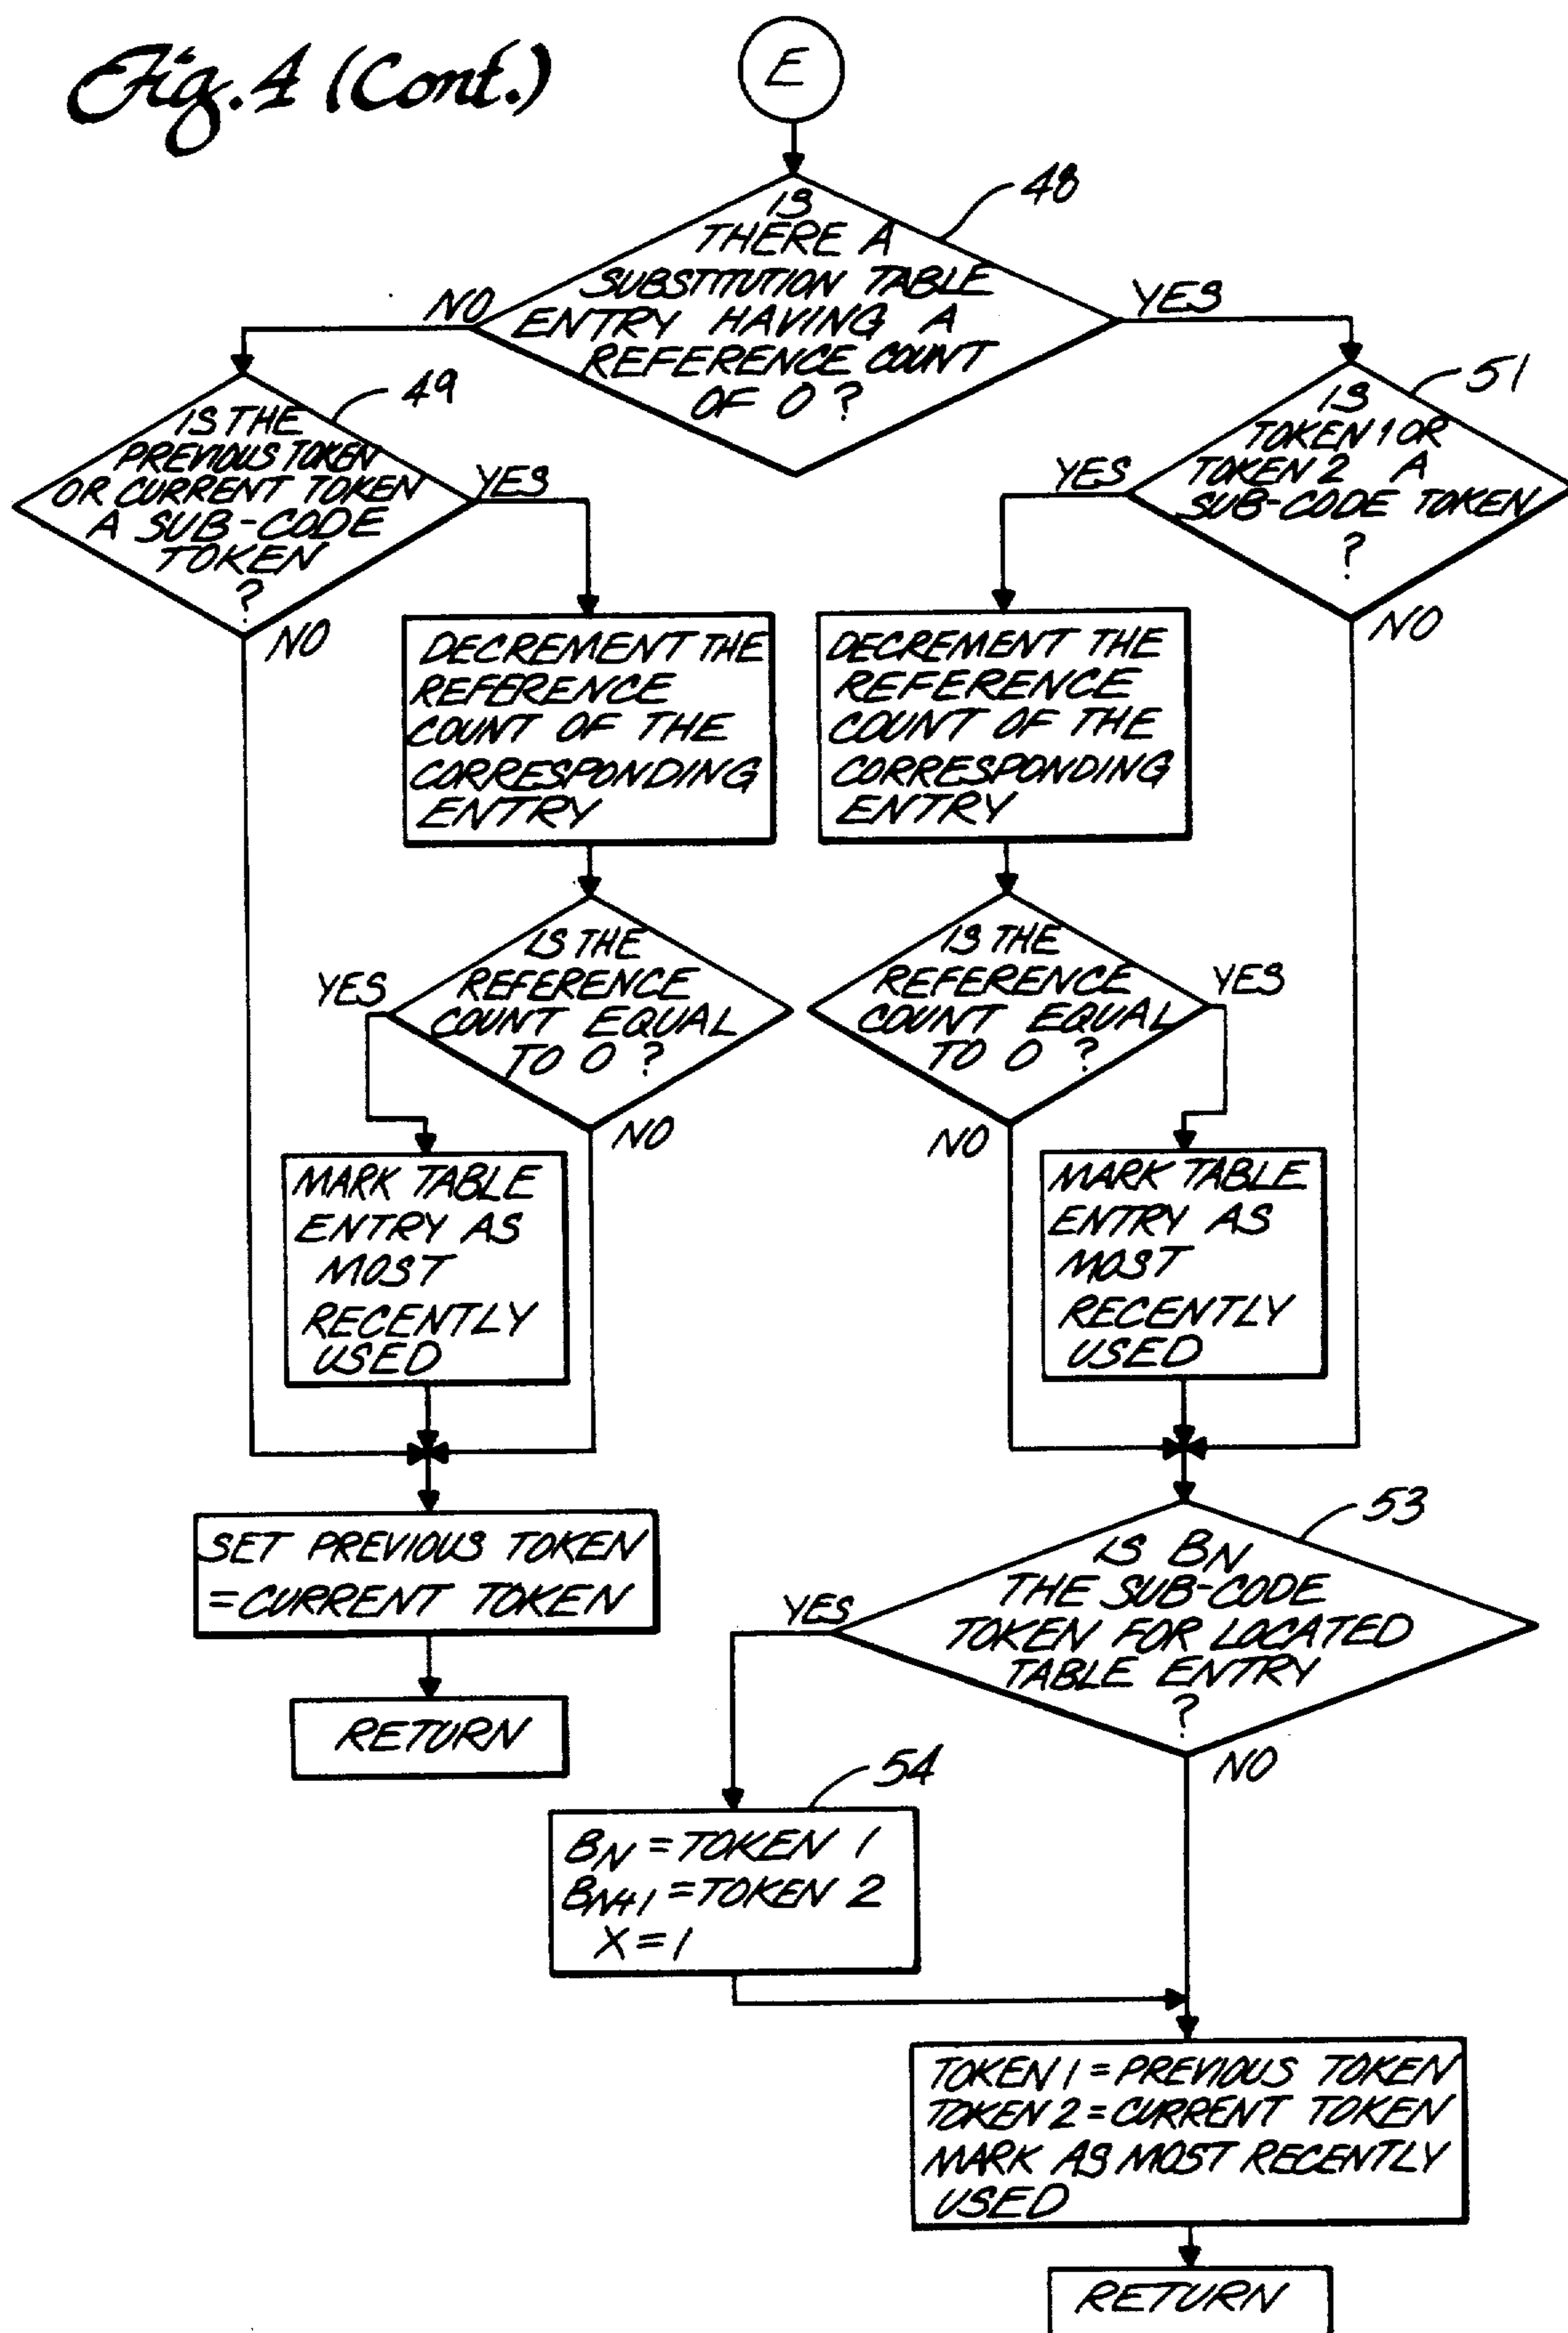 Fig. 4 (Cont.)
E
48
IS
THERE A
SUBSTITUTION TABLE
ENTRY HAVING A
REFERENCE COUNT
OF 0 ?
NO
YES
49
IS THE
PREVIOUS TOKEN
OR CURRENT TOKEN
A SUB-CODE
TOKEN
?
YES
NO
51
IS
TOKEN 1 OR
TOKEN 2 A
SUB-CODE TOKEN
?
YES
NO
DECREMENT THE
REFERENCE
COUNT OF THE
CORRESPONDING
ENTRY
DECREMENT THE
REFERENCE
COUNT OF THE
CORRESPONDING
ENTRY
IS THE
REFERENCE
COUNT EQUAL
TO 0 ?
YES
NO
IS THE
REFERENCE
COUNT EQUAL
TO 0 ?
YES
NO
MARK TABLE
ENTRY AS
MOST
RECENTLY
USED
MARK TABLE
ENTRY AS
MOST
RECENTLY
USED
SET PREVIOUS TOKEN
=CURRENT TOKEN
RETURN
53
IS BN
THE SUB-CODE
TOKEN FOR LOCATED
TABLE ENTRY
?
YES
NO
54
BN = TOKEN 1
BN+1 = TOKEN 2
X = 1
TOKEN 1 = PREVIOUS TOKEN
TOKEN 2 = CURRENT TOKEN
MARK AS MOST RECENTLY
USED
RETURN